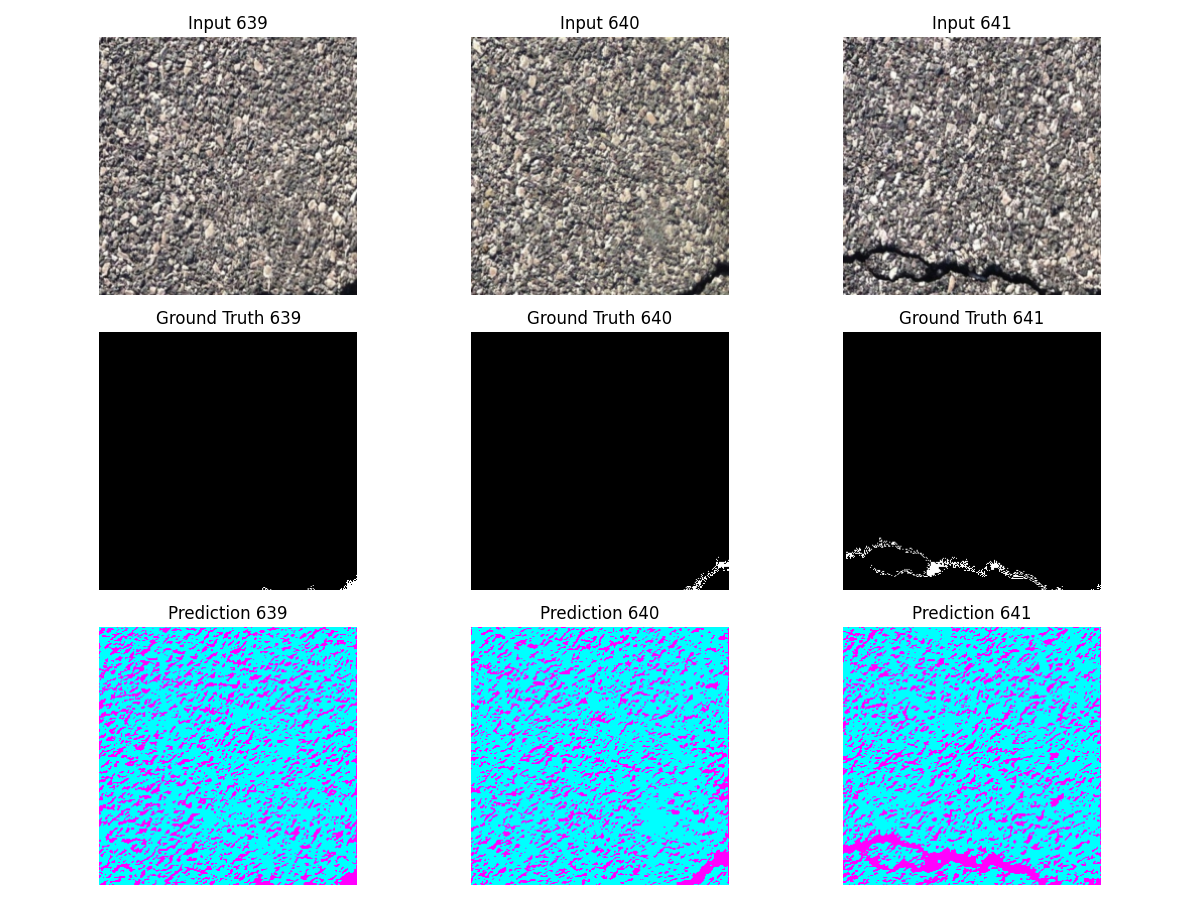 Input 639
Input 640
Input 641
Ground Truth 639
Ground Truth 640
Ground Truth 641
Prediction 639
Prediction 640
Prediction 641